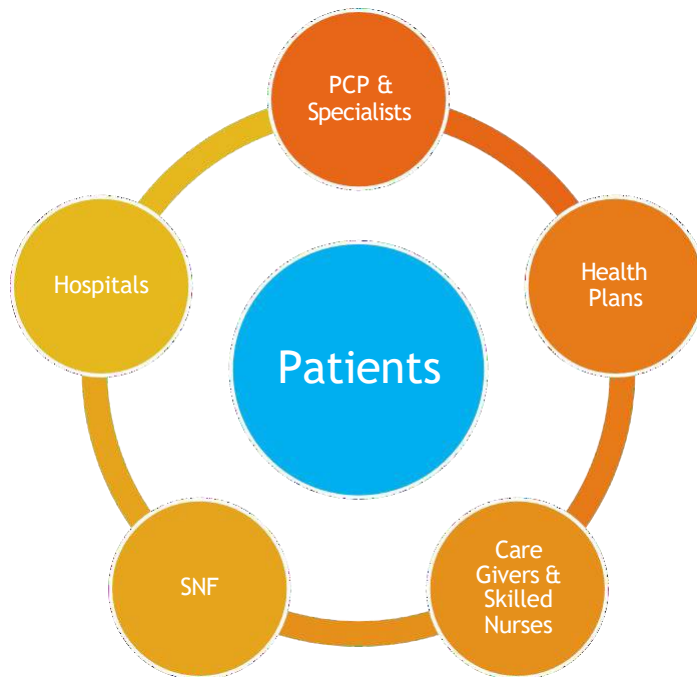 PCP &
Specialists
Hospitals
Health
Plans
Patients
SNF
Care
Givers &
Skilled
Nurses